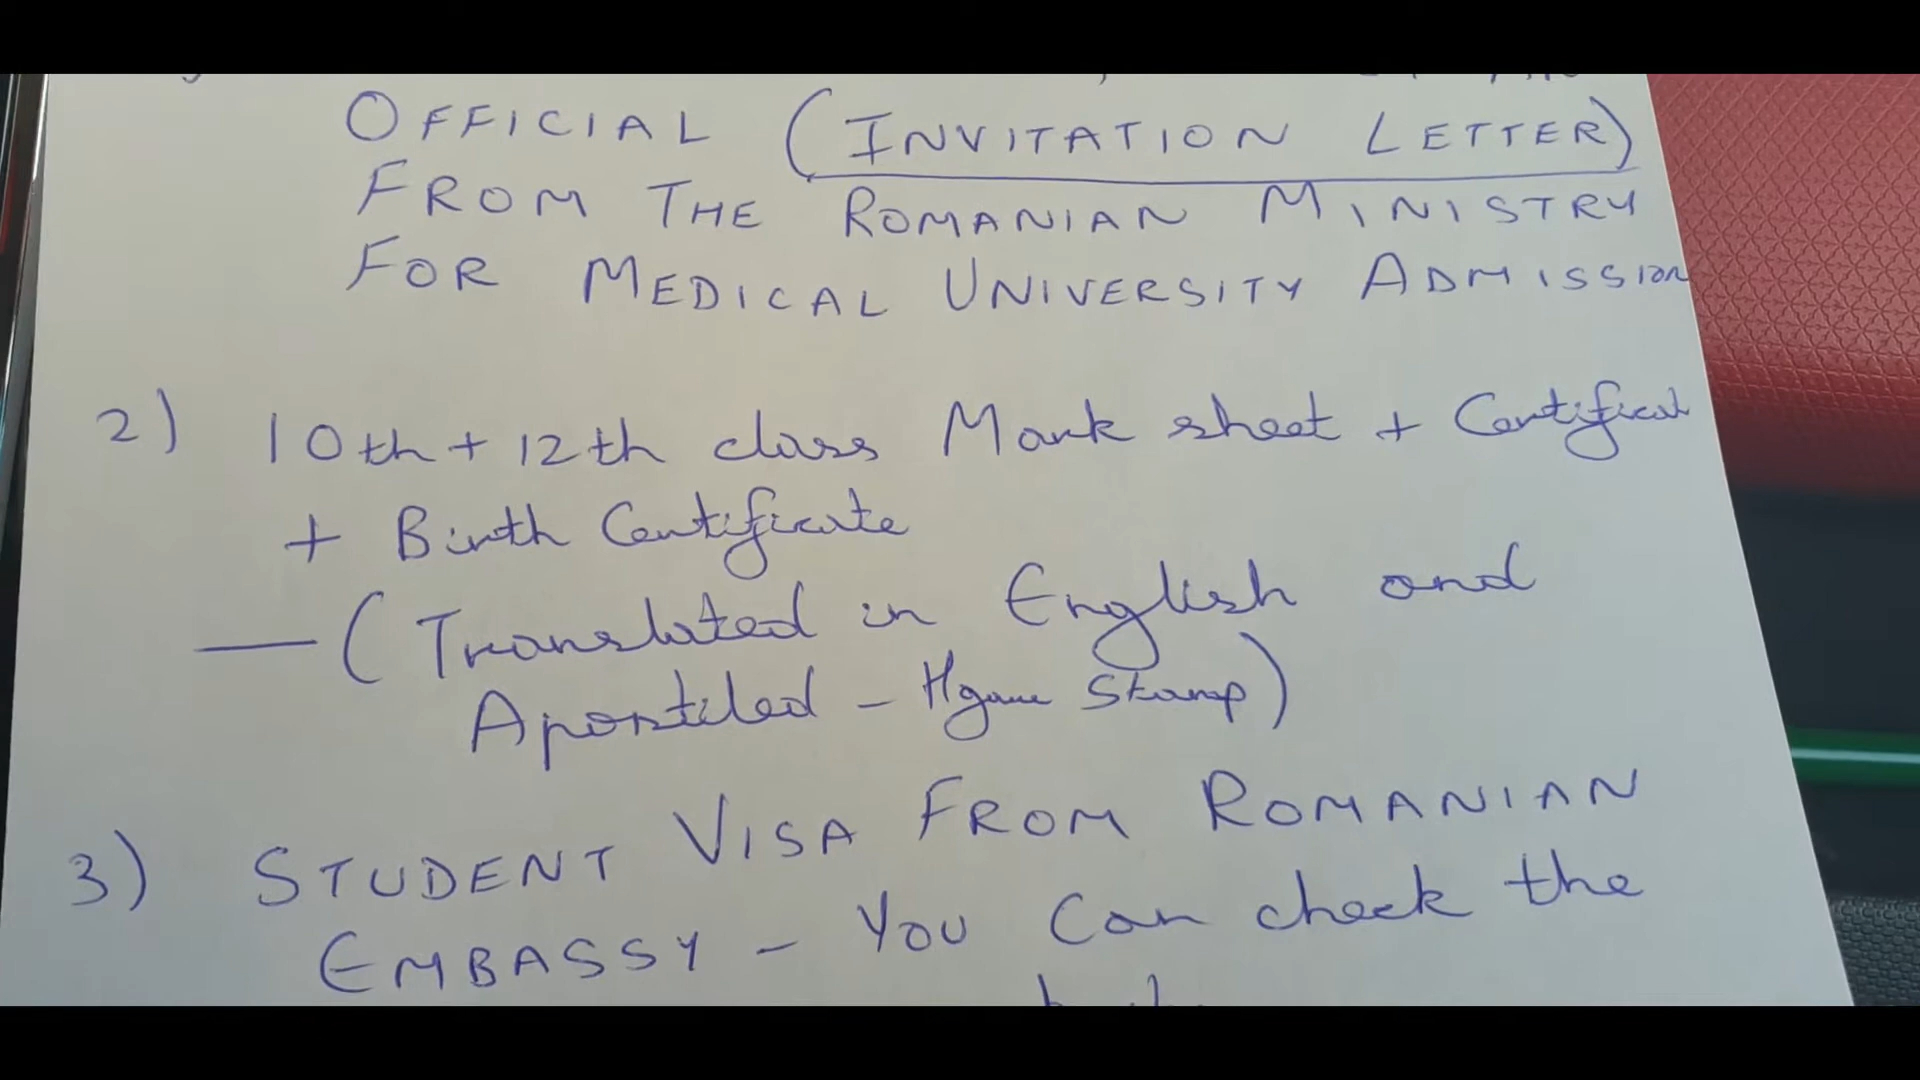 OFFICIAL (INVITATION LETTER)
FROM THE ROMANIAN MINISTRY
FOR MEDICAL UNIVERSITY ADMISSION
2) 10th + 12th class Mark sheet + Certificat
+ Birth Certificate
— (Translated in English and
Apostiled - Stamp)
3) STUDENT VISA FROM ROMANIAN
EMBASSY - YOU Can check the